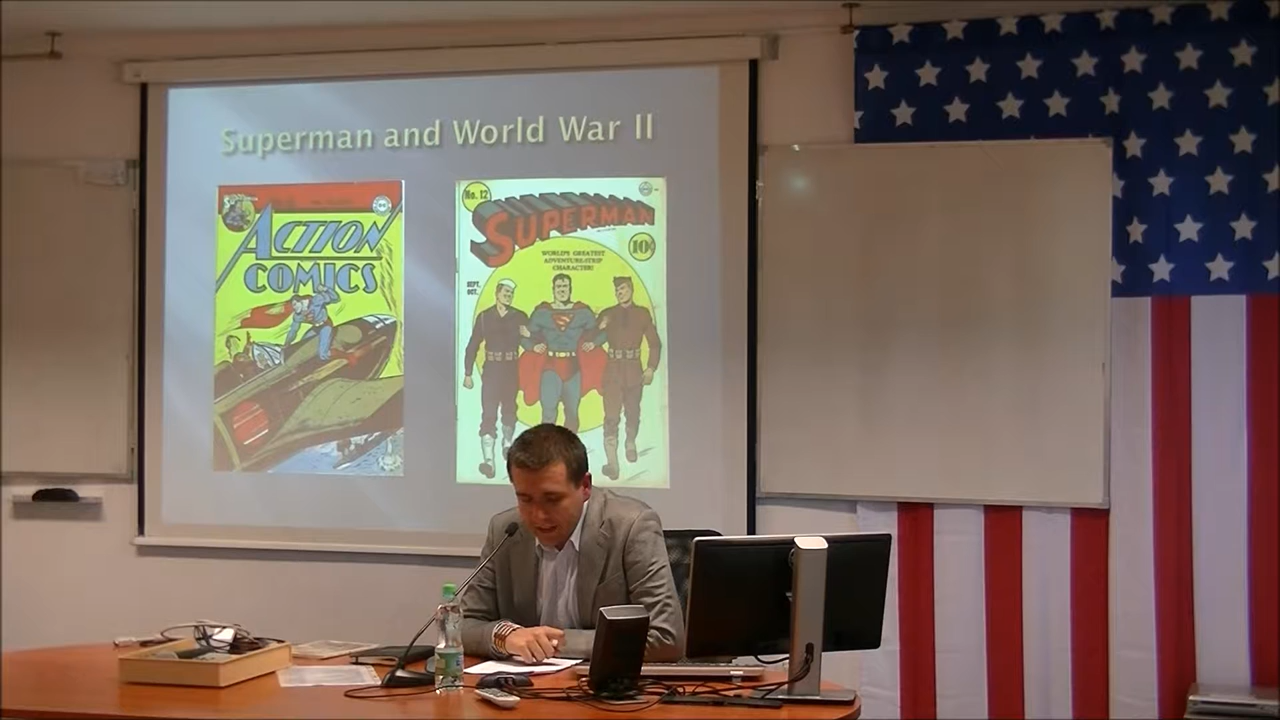 Superman and World War II
ACTION
COMICS
No. 12
SUPERMAN
10¢
WORLD'S GREATEST
ADVENTURE-STRIP
CHARACTER!
SEPT.
OCT.